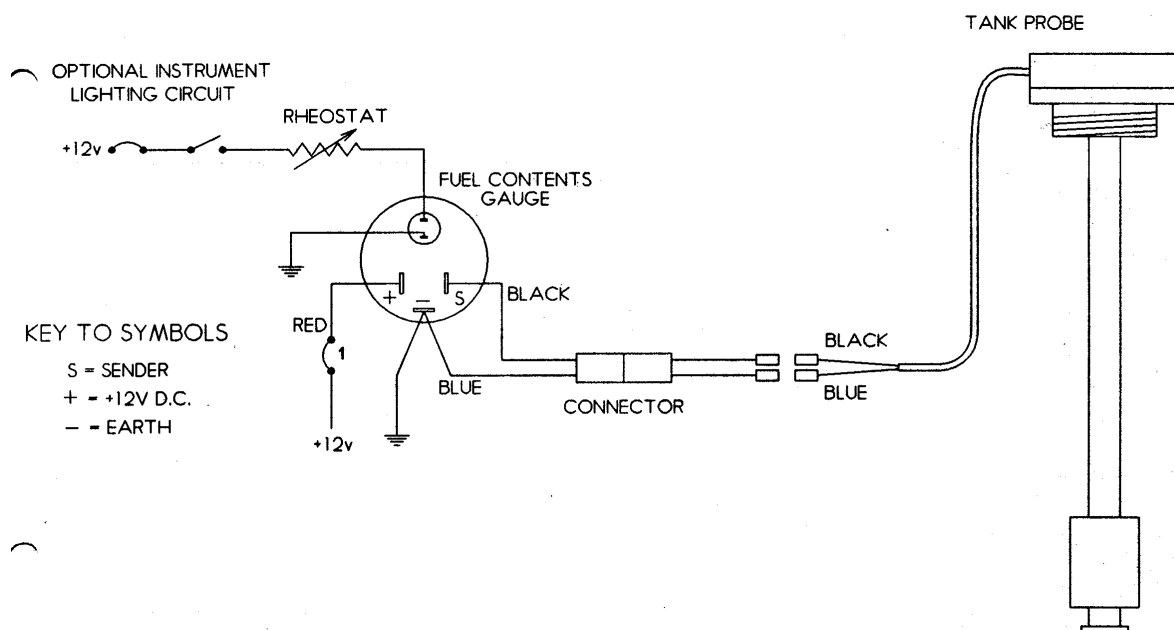 TANK PROBE
OPTIONAL INSTRUMENT
LIGHTING CIRCUIT
RHEOSTAT
+12v
FUEL CONTENTS
GAUGE
+
−
S
BLACK
RED
1
+12v
BLUE
KEY TO SYMBOLS
S = SENDER
+ = +12V D.C.
− = EARTH
CONNECTOR
BLACK
BLUE